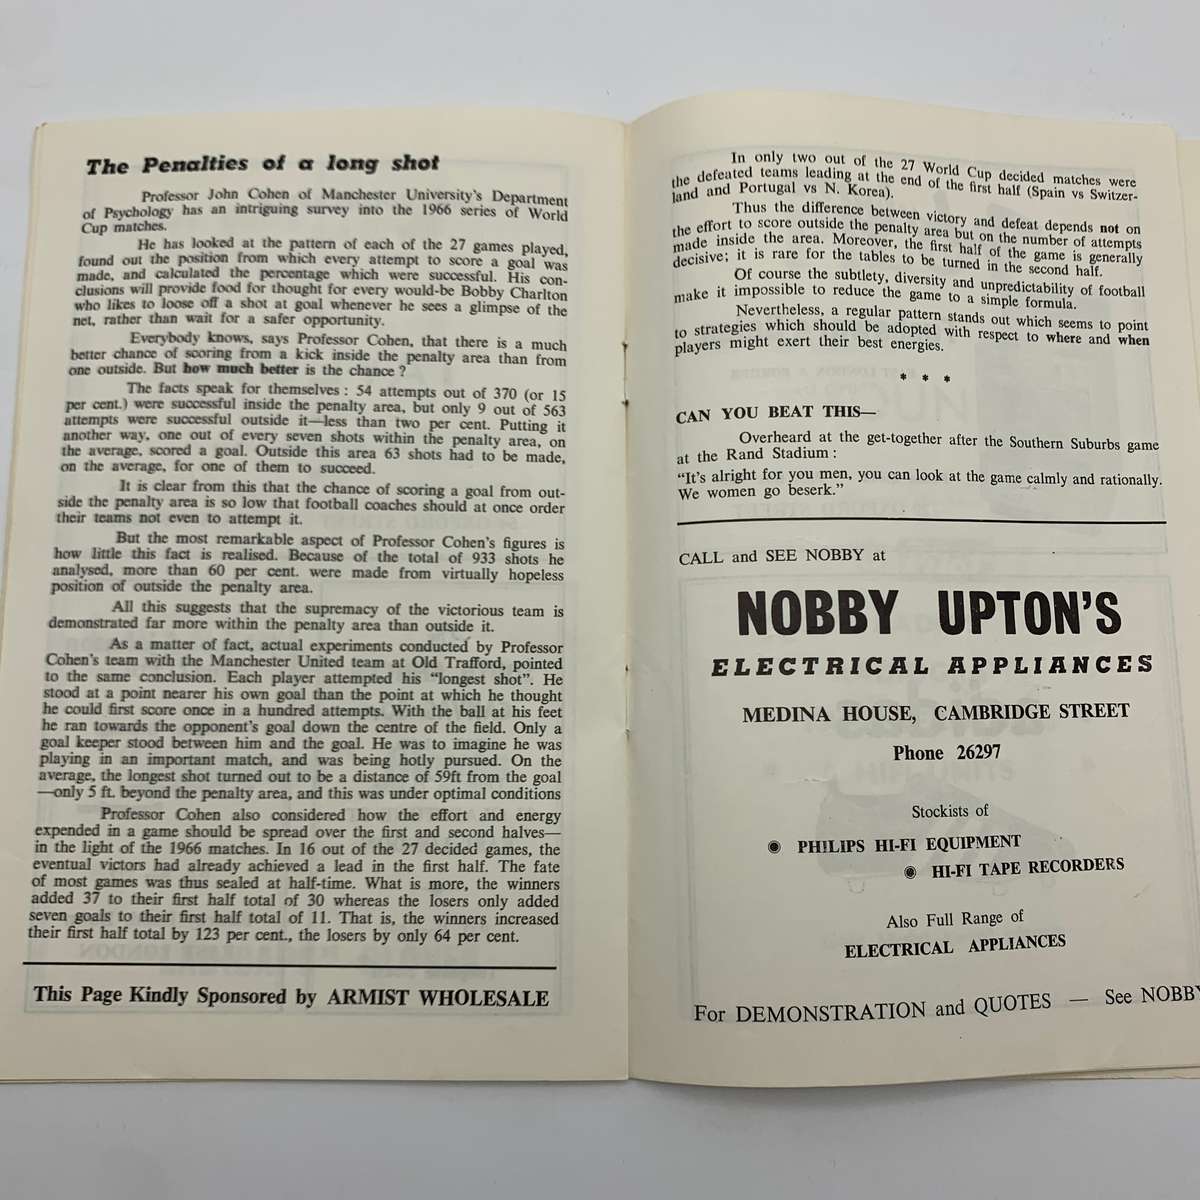 The Penalties of a long shot
Professor John Cohen of Manchester University's Department
of Psychology has an intriguing survey into the 1966 series of World
Cup matches.
He has looked at the pattern of each of the 27 games played,
found out the position from which every attempt to score a goal was
made, and calculated the percentage which were successful. His con-
clusions will provide food for thought for every would-be Bobby Charlton
who likes to loose off a shot at goal whenever he sees a glimpse of the
net, rather than wait for a safer opportunity.
Everybody knows, says Professor Cohen, that there is a much
better chance of scoring from a kick inside the penalty area than from
one outside. But how much better is the chance ?
The facts speak for themselves : 54 attempts out of 370 (or 15
per cent.) were successful inside the penalty area, but only 9 out of 563
attempts were successful outside it—less than two per cent. Putting it
another way, one out of every seven shots within the penalty area, on
the average, scored a goal. Outside this area 63 shots had to be made,
on the average, for one of them to succeed.
It is clear from this that the chance of scoring a goal from out-
side the penalty area is so low that football coaches should at once order
their teams not even to attempt it.
But the most remarkable aspect of Professor Cohen's figures is
how little this fact is realised. Because of the total of 933 shots he
analysed, more than 60 per cent. were made from virtually hopeless
position of outside the penalty area.
All this suggests that the supremacy of the victorious team is
demonstrated far more within the penalty area than outside it.
As a matter of fact, actual experiments conducted by Professor
Cohen's team with the Manchester United team at Old Trafford, pointed
to the same conclusion. Each player attempted his "longest shot". He
stood at a point nearer his own goal than the point at which he thought
he could first score once in a hundred attempts. With the ball at his feet
he ran towards the opponent's goal down the centre of the field. Only a
goal keeper stood between him and the goal. He was to imagine he was
playing in an important match, and was being hotly pursued. On the
average, the longest shot turned out to be a distance of 59ft from the goal
—only 5 ft. beyond the penalty area, and this was under optimal conditions
Professor Cohen also considered how the effort and energy
expended in a game should be spread over the first and second halves—
in the light of the 1966 matches. In 16 out of the 27 decided games, the
eventual victors had already achieved a lead in the first half. The fate
of most games was thus sealed at half-time. What is more, the winners
added 37 to their first half total of 30 whereas the losers only added
seven goals to their first half total of 11. That is, the winners increased
their first half total by 123 per cent., the losers by only 64 per cent.
This Page Kindly Sponsored by ARMIST WHOLESALE
In only two out of the 27 World Cup decided matches were
the defeated teams leading at the end of the first half (Spain vs Switzer-
land and Portugal vs N. Korea).
Thus the difference between victory and defeat depends not on
the effort to score outside the penalty area but on the number of attempts
made inside the area. Moreover, the first half of the game is generally
decisive; it is rare for the tables to be turned in the second half.
Of course the subtlety, diversity and unpredictability of football
make it impossible to reduce the game to a simple formula.
Nevertheless, a regular pattern stands out which seems to point
to strategies which should be adopted with respect to where and when
players might exert their best energies.
* * *
CAN YOU BEAT THIS—
Overheard at the get-together after the Southern Suburbs game
at the Rand Stadium :
"It's alright for you men, you can look at the game calmly and rationally.
We women go beserk."
CALL and SEE NOBBY at
NOBBY UPTON'S
ELECTRICAL APPLIANCES
MEDINA HOUSE, CAMBRIDGE STREET
Phone 26297
Stockists of
◉ PHILIPS HI-FI EQUIPMENT
◉ HI-FI TAPE RECORDERS
Also Full Range of
ELECTRICAL APPLIANCES
For DEMONSTRATION and QUOTES — See NOBBY